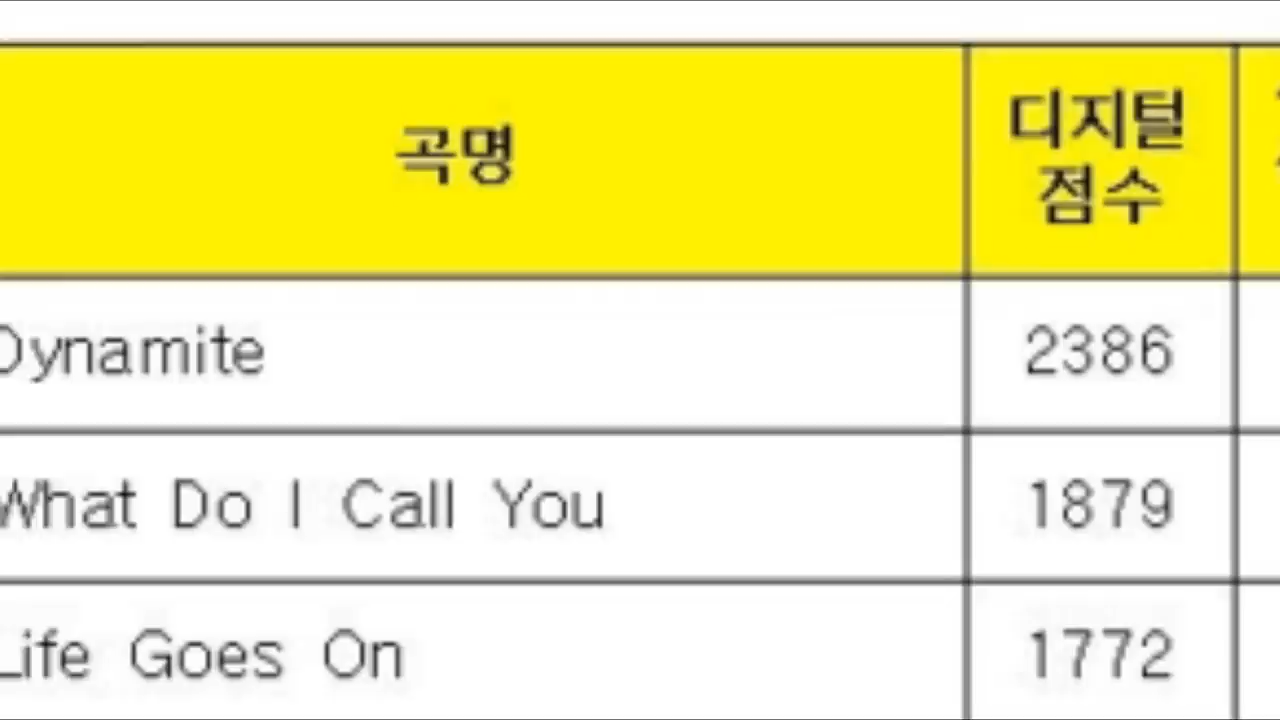 곡명
디지털
점수
Dynamite
2386
What Do I Call You
1879
Life Goes On
1772